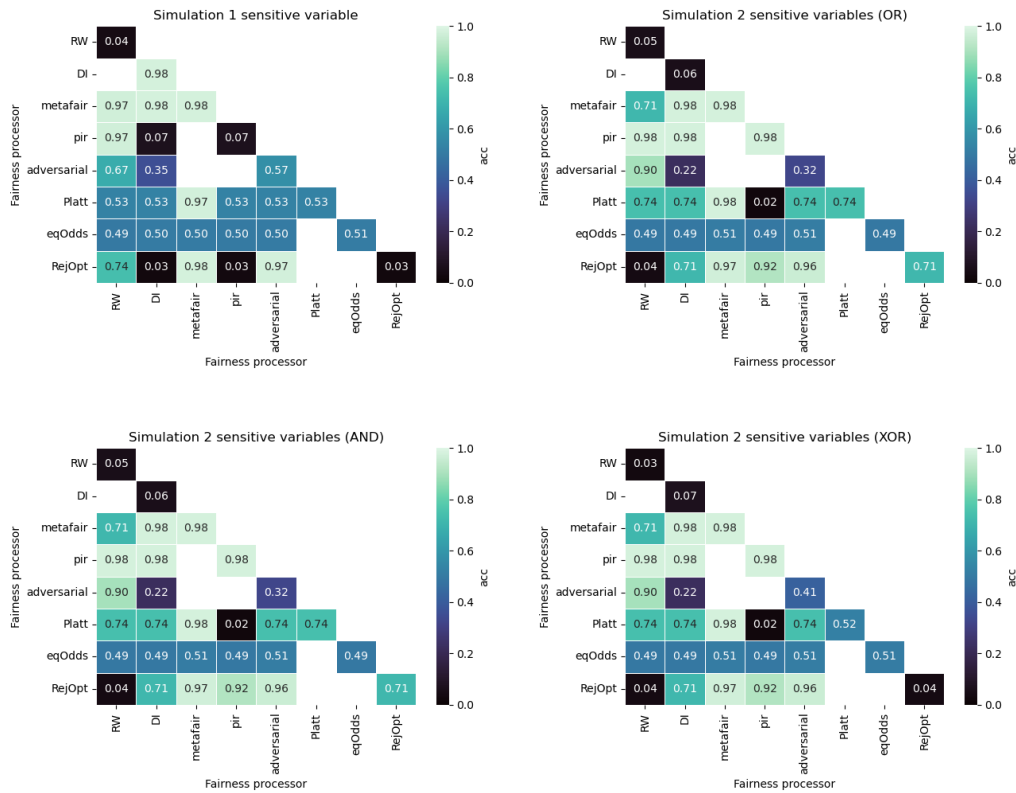 Simulation 1 sensitive variable
RW
0.04
DI
0.98
metafair
0.97 0.98 0.98
pir
0.97 0.07 0.07
adversarial
0.67 0.35 0.57
Platt
0.53 0.53 0.97 0.53 0.53 0.53
eqOdds
0.49 0.50 0.50 0.50 0.50 0.51
RejOpt
0.74 0.03 0.98 0.03 0.97 0.03
RW DI metafair pir adversarial Platt eqOdds RejOpt
Fairness processor
Fairness processor
1.0
0.8
0.6
0.4
0.2
0.0
acc
Simulation 2 sensitive variables (OR)
RW
0.05
DI
0.06
metafair
0.71 0.98 0.98
pir
0.98 0.98 0.98
adversarial
0.90 0.22 0.32
Platt
0.74 0.74 0.98 0.02 0.74 0.74
eqOdds
0.49 0.49 0.51 0.49 0.51 0.49
RejOpt
0.04 0.71 0.97 0.92 0.96 0.71
RW DI metafair pir adversarial Platt eqOdds RejOpt
Fairness processor
Fairness processor
1.0
0.8
0.6
0.4
0.2
0.0
acc
Simulation 2 sensitive variables (AND)
RW
0.05
DI
0.06
metafair
0.71 0.98 0.98
pir
0.98 0.98 0.98
adversarial
0.90 0.22 0.32
Platt
0.74 0.74 0.98 0.02 0.74 0.74
eqOdds
0.49 0.49 0.51 0.49 0.51 0.49
RejOpt
0.04 0.71 0.97 0.92 0.96 0.71
RW DI metafair pir adversarial Platt eqOdds RejOpt
Fairness processor
Fairness processor
1.0
0.8
0.6
0.4
0.2
0.0
acc
Simulation 2 sensitive variables (XOR)
RW
0.03
DI
0.07
metafair
0.71 0.98 0.98
pir
0.98 0.98 0.98
adversarial
0.90 0.22 0.41
Platt
0.74 0.74 0.98 0.02 0.74 0.52
eqOdds
0.49 0.49 0.51 0.49 0.51 0.51
RejOpt
0.04 0.71 0.97 0.92 0.96 0.04
RW DI metafair pir adversarial Platt eqOdds RejOpt
Fairness processor
Fairness processor
1.0
0.8
0.6
0.4
0.2
0.0
acc